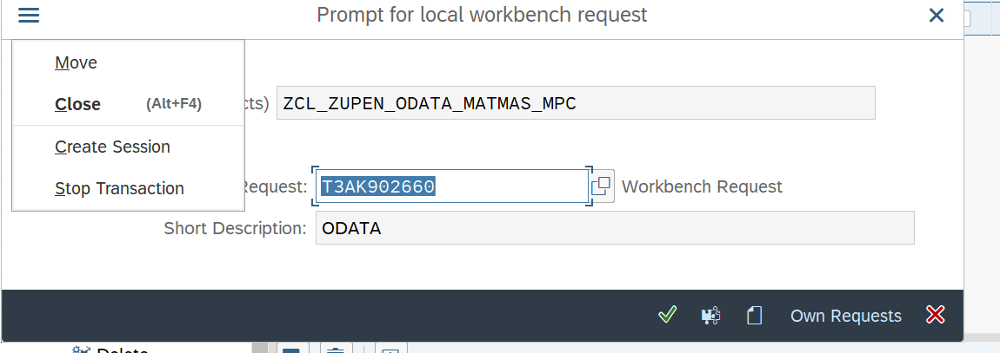 Prompt for local workbench request
Move
Close (Alt+F4)
cts) ZCL_ZUPEN_ODATA_MATMAS_MPC
Create Session
Stop Transaction
Request: T3AK902660 Workbench Request
Short Description: ODATA
Own Requests
Delete